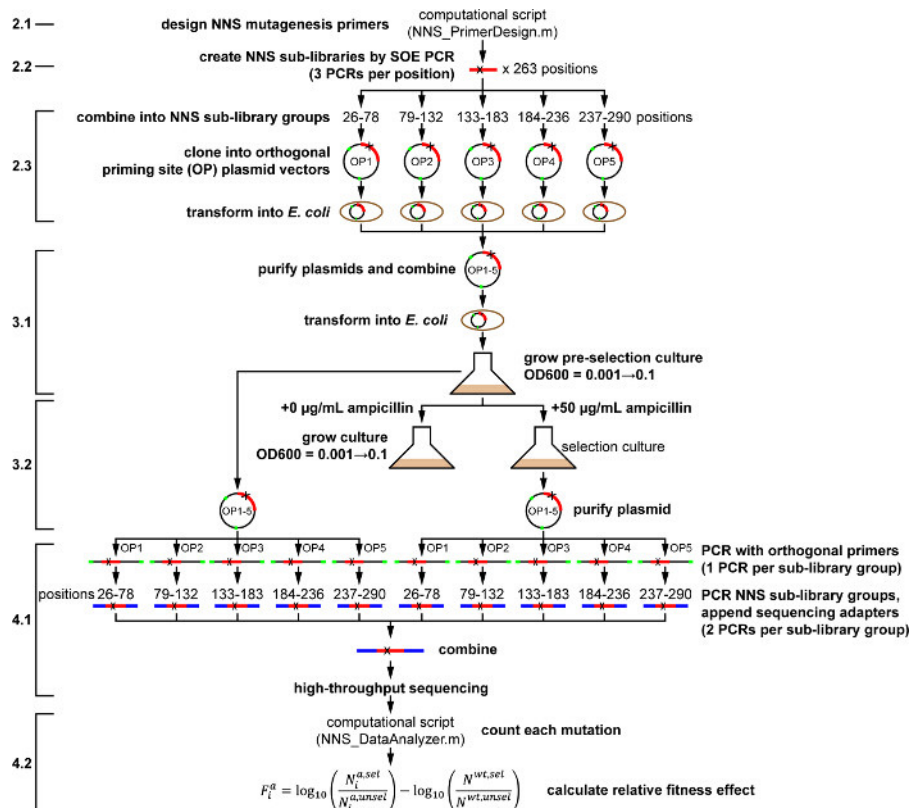 2.1
design NNS mutagenesis primers
computational script
(NNS_PrimerDesign.m)
2.2
create NNS sub-libraries by SOE PCR
(3 PCRs per position)
x 263 positions
2.3
combine into NNS sub-library groups
26-78 79-132 133-183 184-236 237-290 positions
clone into orthogonal
priming site (OP) plasmid vectors
OP1 OP2 OP3 OP4 OP5
transform into E. coli
3.1
purify plasmids and combine
OP1-5
transform into E. coli
grow pre-selection culture
OD600 = 0.001→0.1
3.2
+0 µg/mL ampicillin +50 µg/mL ampicillin
grow culture
OD600 = 0.001→0.1
selection culture
OP1-5 OP1-5
purify plasmid
4.1
OP1 OP2 OP3 OP4 OP5 OP1 OP2 OP3 OP4 OP5
PCR with orthogonal primers
(1 PCR per sub-library group)
positions 26-78 79-132 133-183 184-236 237-290 26-78 79-132 133-183 184-236 237-290
PCR NNS sub-library groups,
append sequencing adapters
(2 PCRs per sub-library group)
combine
high-throughput sequencing
4.2
computational script
(NNS_DataAnalyzer.m)
count each mutation
F_i^a = log10 (N_i^{a,sel} / N_i^{a,unsel}) − log10 (N^{wt,sel} / N^{wt,unsel})
calculate relative fitness effect